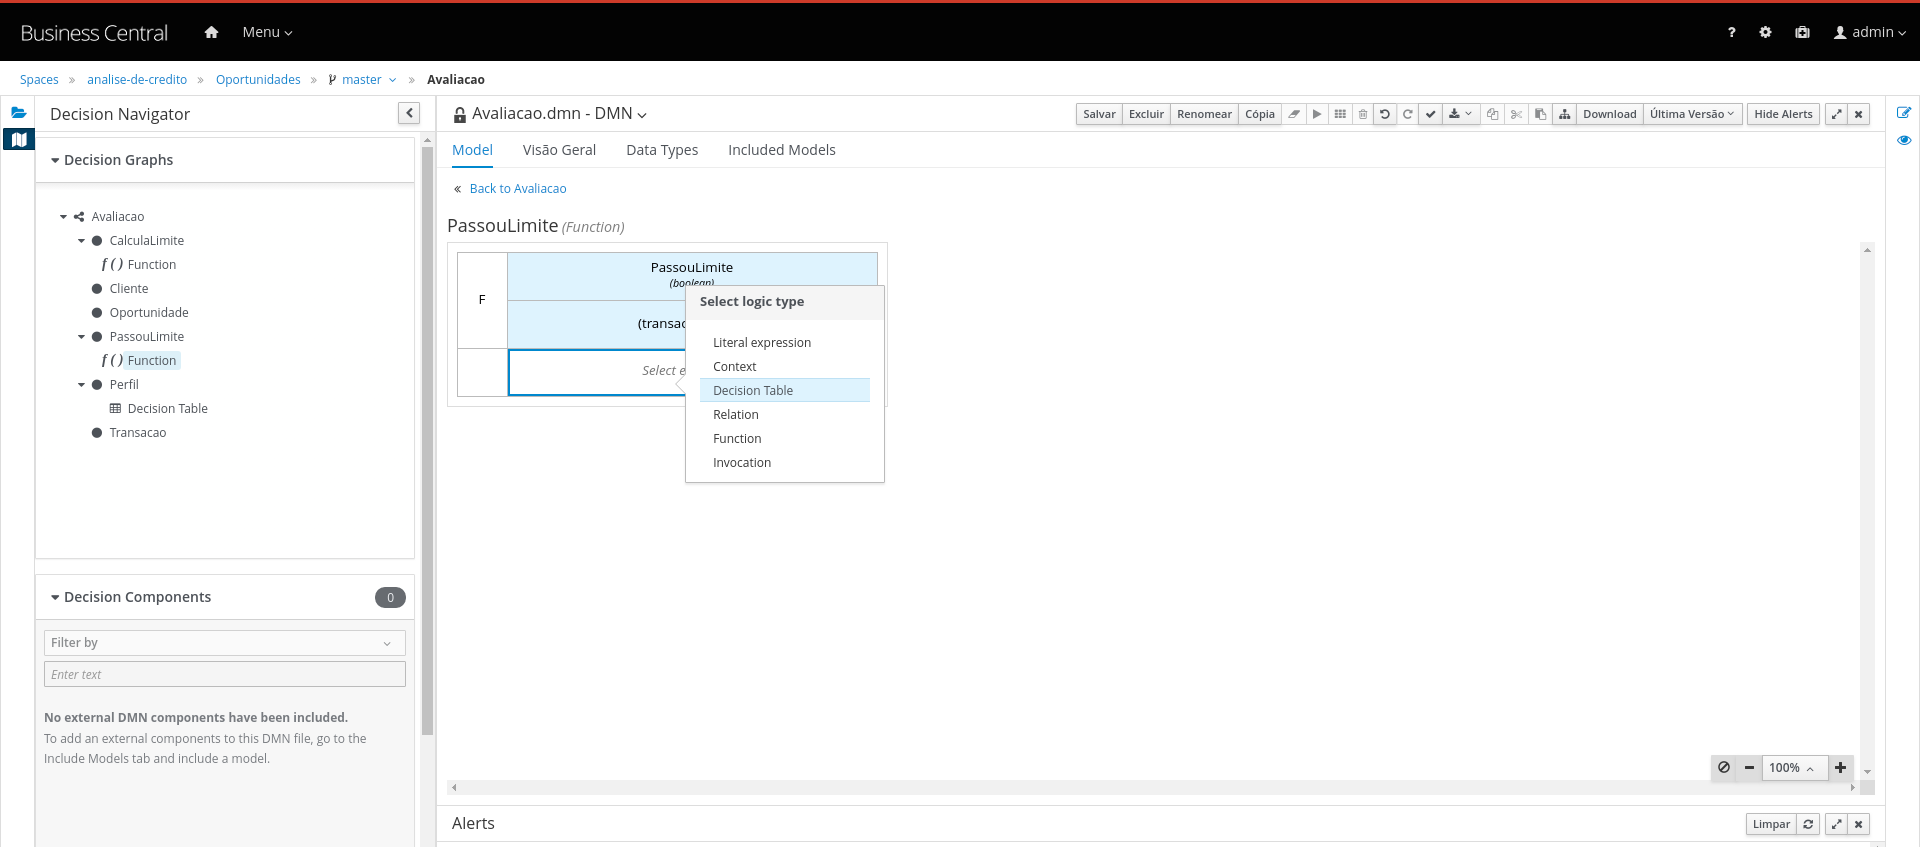 Business Central
Menu
?
admin
Spaces » analise-de-credito » Oportunidades » master » Avaliacao
Decision Navigator
Decision Graphs
Avaliacao
CalculaLimite
f ( ) Function
Cliente
Oportunidade
PassouLimite
f ( ) Function
Perfil
Decision Table
Transacao
Decision Components
0
Filter by
Enter text
No external DMN components have been included.
To add an external components to this DMN file, go to the
Include Models tab and include a model.
Avaliacao.dmn - DMN
Salvar
Excluir
Renomear
Cópia
Download
Última Versão
Hide Alerts
Model
Visão Geral
Data Types
Included Models
« Back to Avaliacao
PassouLimite (Function)
F
PassouLimite
(boolean)
(transac
Select e
Select logic type
Literal expression
Context
Decision Table
Relation
Function
Invocation
100%
Alerts
Limpar